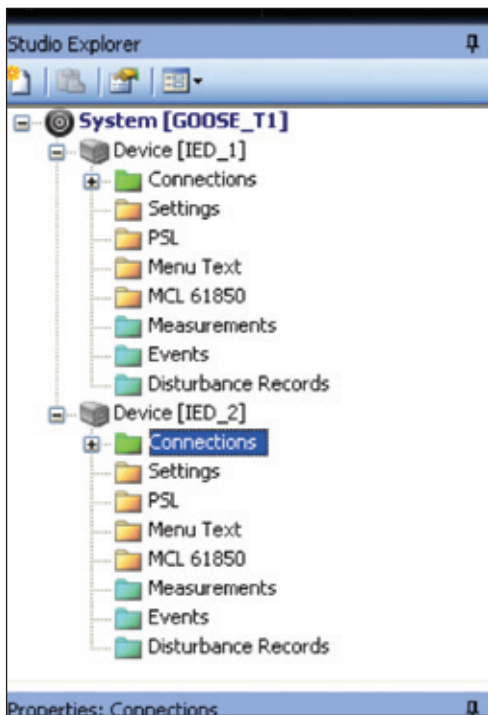 Studio Explorer
System [GOOSE_T1]
Device [IED_1]
Connections
Settings
PSL
Menu Text
MCL 61850
Measurements
Events
Disturbance Records
Device [IED_2]
Connections
Settings
PSL
Menu Text
MCL 61850
Measurements
Events
Disturbance Records
Properties: Connections